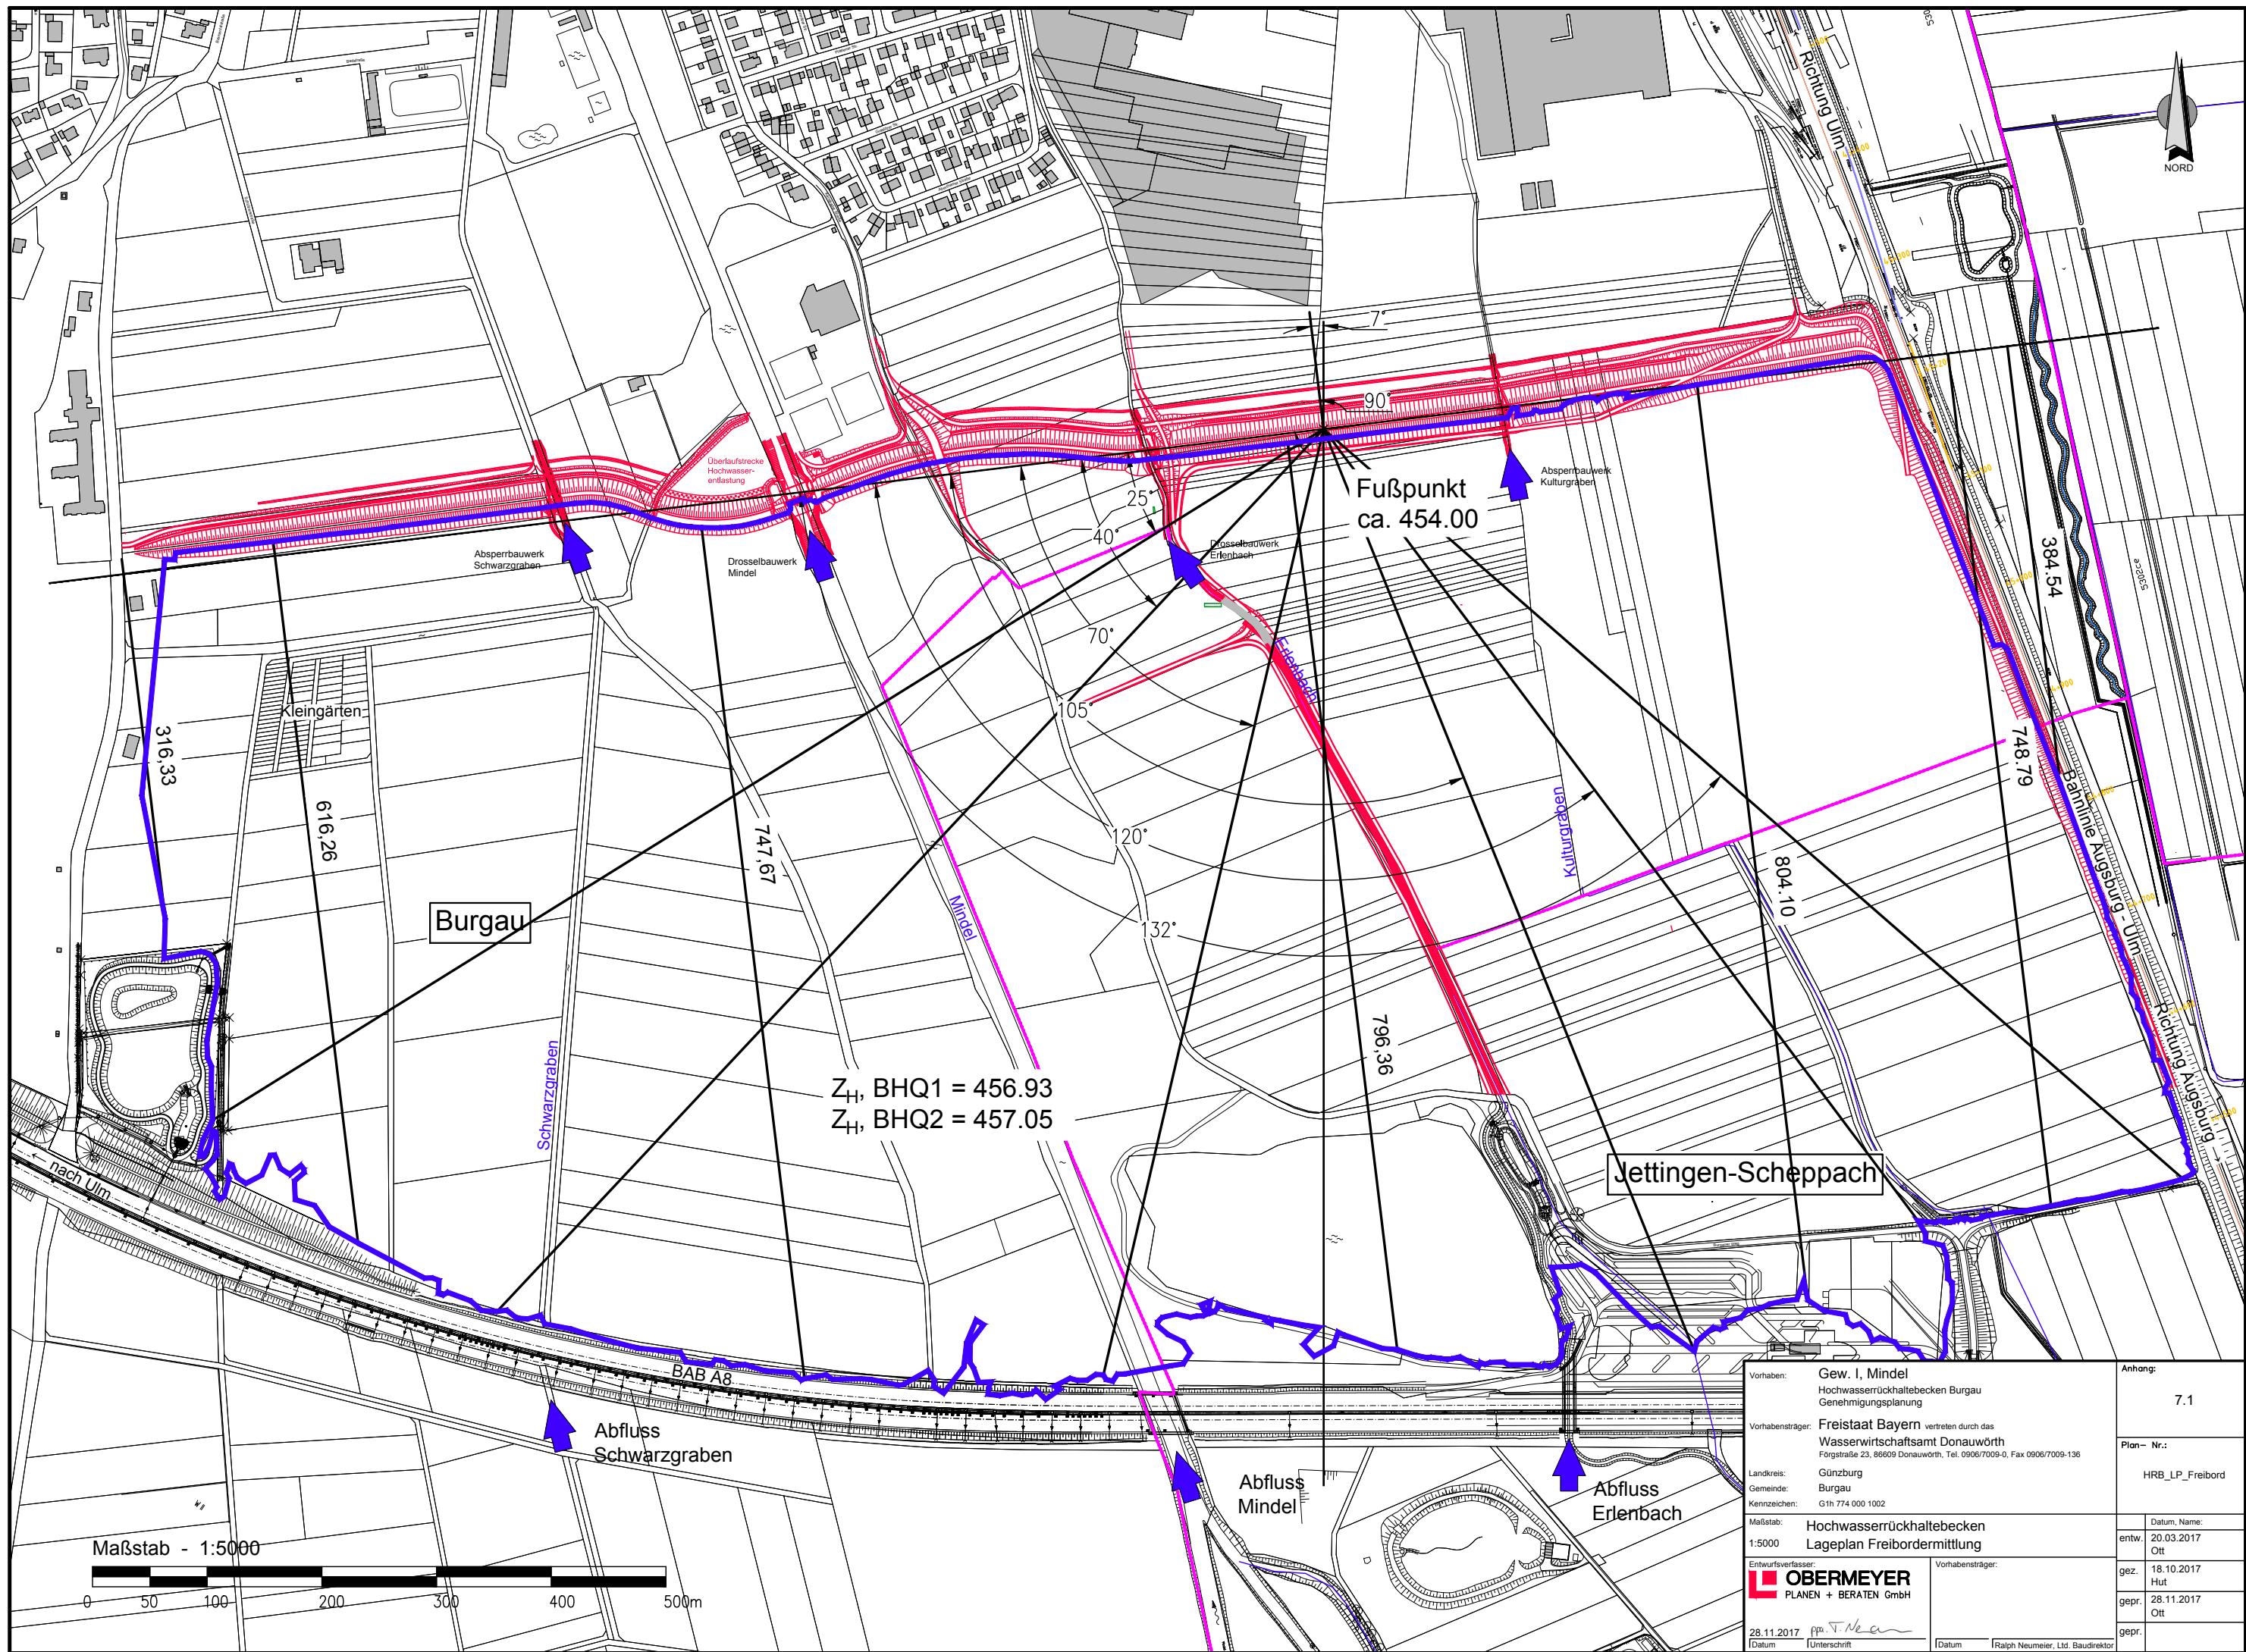 Richtung Ulm
NORD
7°
90°
Überlaufstrecke
Hochwasser-
entlastung
Absperrbauwerk
Schwarzgraben
Drosselbauwerk
Mindel
25°
40°
70°
105°
120°
132°
Drosselbauwerk
Erlenbach
Fußpunkt
ca. 454.00
Absperrbauwerk
Kulturgraben
384.54
5302ce
Kleingärten
316,33
616,26
747,67
796,36
804.10
748.79
Erlenbach
Kulturgraben
Mindel
Schwarzgraben
Burgau
Bahnlinie Augsburg - Ulm
Richtung Augsburg
ZH, BHQ1 = 456.93
ZH, BHQ2 = 457.05
Jettingen-Scheppach
nach Ulm
BAB A8
Abfluss
Schwarzgraben
Abfluss
Mindel
Abfluss
Erlenbach
Maßstab - 1:5000
0 50 100 200 300 400 500m
Vorhaben: Gew. I, Mindel
Hochwasserrückhaltebecken Burgau
Genehmigungsplanung
Anhang:
7.1
Vorhabensträger: Freistaat Bayern vertreten durch das
Wasserwirtschaftsamt Donauwörth
Förgstraße 23, 86609 Donauwörth, Tel. 0906/7009-0, Fax 0906/7009-136
Plan- Nr.:
HRB_LP_Freibord
Landkreis: Günzburg
Gemeinde: Burgau
Kennzeichen: G1h 774 000 1002
Maßstab:
1:5000
Hochwasserrückhaltebecken
Lageplan Freibordermittlung
Datum, Name:
entw. 20.03.2017
Ott
gez. 18.10.2017
Hut
gepr. 28.11.2017
Ott
gepr.
Entwurfsverfasser:
OBERMEYER
PLANEN + BERATEN GmbH
Vorhabensträger:
28.11.2017
Datum Unterschrift
Datum Ralph Neumeier, Ltd. Baudirektor